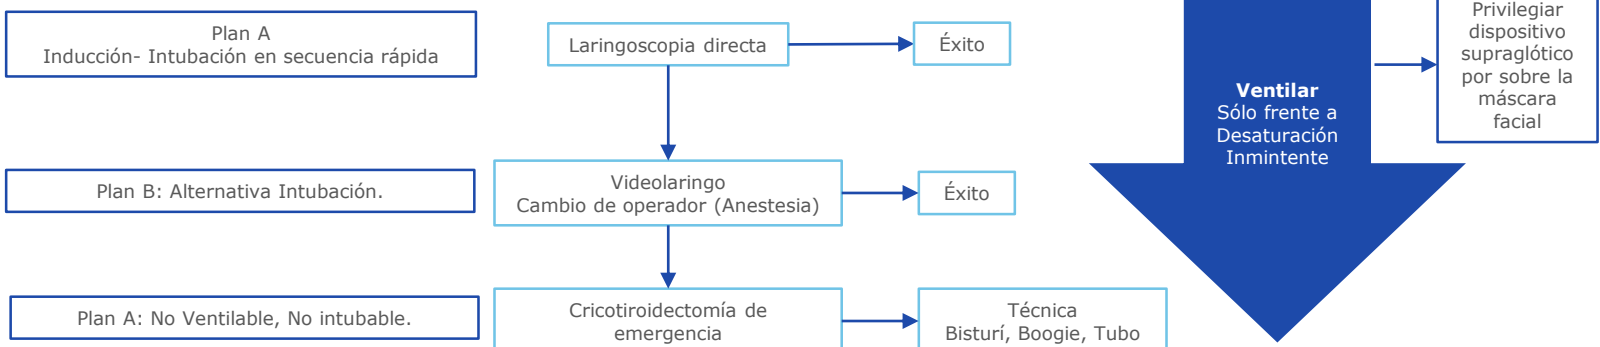 Plan A
Inducción- Intubación en secuencia rápida
Laringoscopia directa
Éxito
Ventilar
Sólo frente a
Desaturación
Inmintente
Privilegiar
dispositivo
supraglótico
por sobre la
máscara
facial
Plan B: Alternativa Intubación.
Videolaringo
Cambio de operador (Anestesia)
Éxito
Plan A: No Ventilable, No intubable.
Cricotiroidectomía de
emergencia
Técnica
Bisturí, Boogie, Tubo